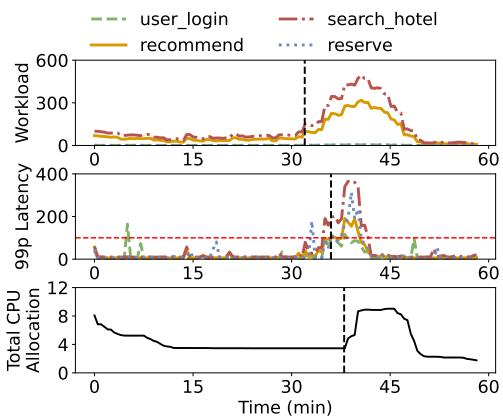 user_login search_hotel
recommend reserve
Workload
600
300
0
0 15 30 45 60
99p Latency
400
200
0
0 15 30 45 60
Total CPU
Allocation
12
8
4
0
0 15 30 45 60
Time (min)